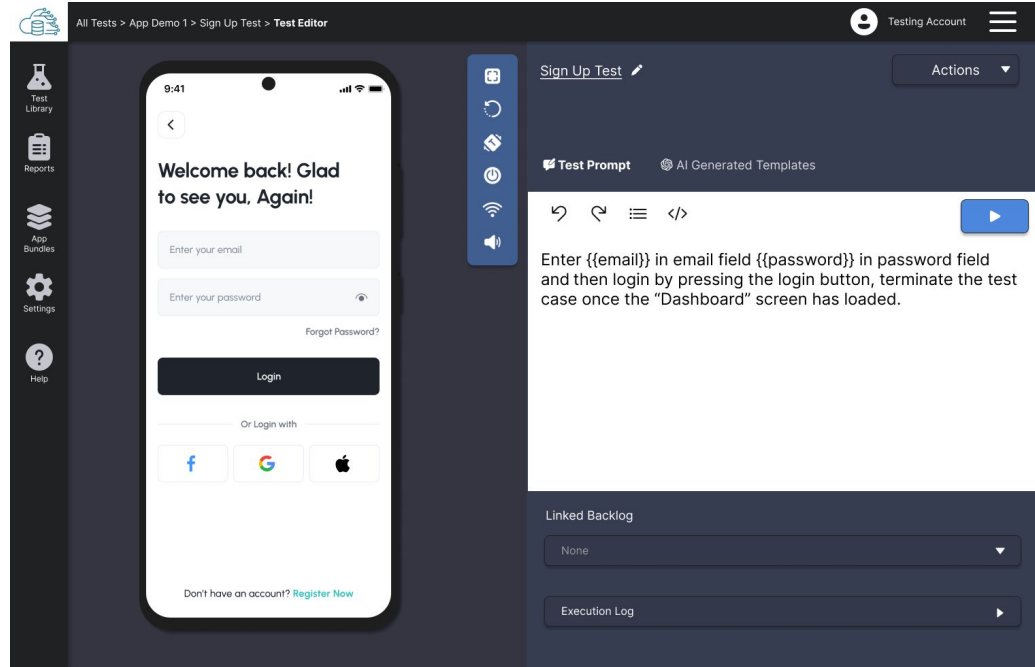 All Tests > App Demo 1 > Sign Up Test > Test Editor
Testing Account
Test
Library
Reports
App
Bundles
Settings
Help
9:41
Welcome back! Glad
to see you, Again!
Enter your email
Enter your password
Forgot Password?
Login
Or Login with
Don't have an account? Register Now
Sign Up Test
Actions
Test Prompt
AI Generated Templates
Enter {{email}} in email field {{password}} in password field
and then login by pressing the login button, terminate the test
case once the “Dashboard” screen has loaded.
Linked Backlog
None
Execution Log